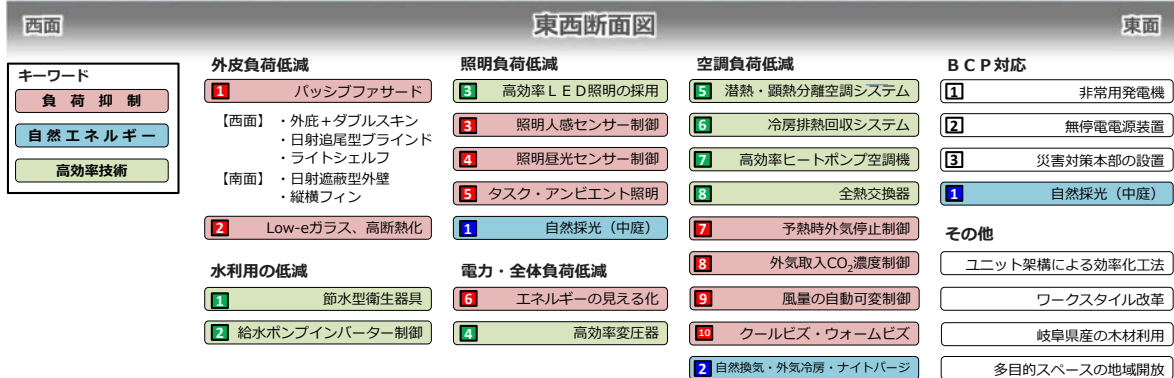 西面
東西断面図
東面
キーワード
負荷抑制
自然エネルギー
高効率技術
外皮負荷低減
1 パッシブファサード
【西面】 ・外庇＋ダブルスキン
・日射追尾型ブラインド
・ライトシェルフ
【南面】 ・日射遮蔽型外壁
・縦横フィン
2 Low-eガラス、高断熱化
水利用の低減
1 節水型衛生器具
2 給水ポンプインバーター制御
照明負荷低減
3 高効率ＬＥＤ照明の採用
3 照明人感センサー制御
4 照明昼光センサー制御
5 タスク・アンビエント照明
1 自然採光（中庭）
電力・全体負荷低減
6 エネルギーの見える化
4 高効率変圧器
空調負荷低減
5 潜熱・顕熱分離空調システム
6 冷房排熱回収システム
7 高効率ヒートポンプ空調機
8 全熱交換器
7 予熱時外気停止制御
8 外気取入CO2濃度制御
9 風量の自動可変制御
10 クールビズ・ウォームビズ
2 自然換気・外気冷房・ナイトパージ
ＢＣＰ対応
1 非常用発電機
2 無停電電源装置
3 災害対策本部の設置
1 自然採光（中庭）
その他
ユニット架構による効率化工法
ワークスタイル改革
岐阜県産の木材利用
多目的スペースの地域開放